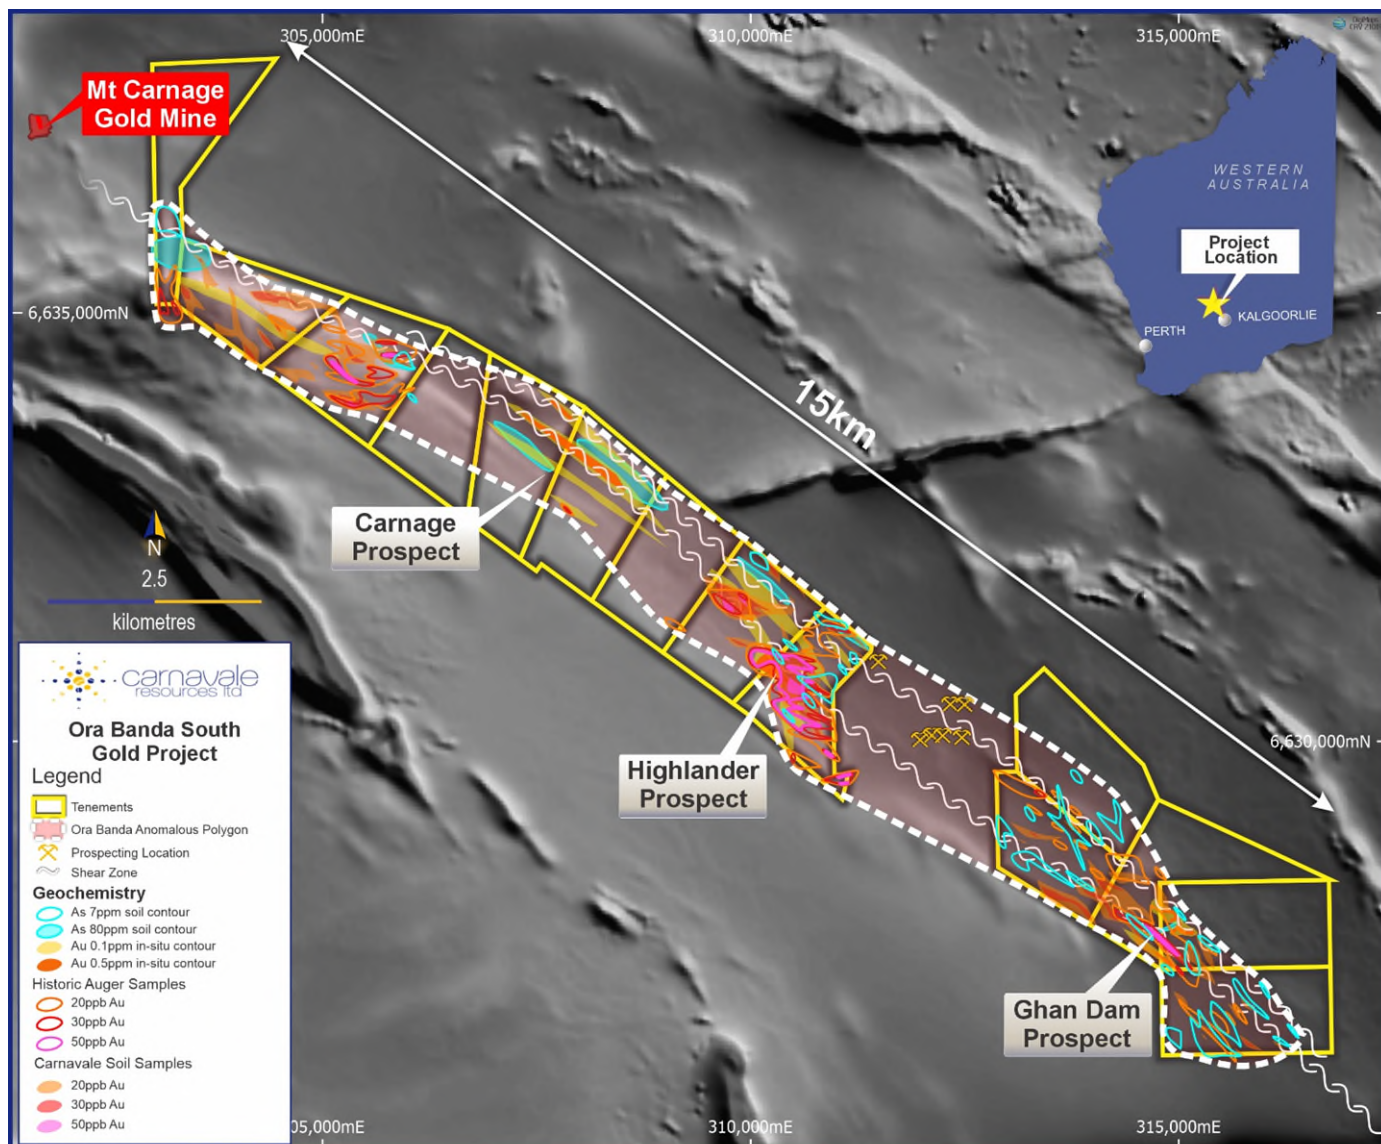 305,000mE
310,000mE
315,000mE
Mt Carnage
Gold Mine
WESTERN
AUSTRALIA
Project
Location
KALGOORLIE
PERTH
6,635,000mN
15km
Carnage
Prospect
N
2.5
kilometres
Highlander
Prospect
6,630,000mN
Ghan Dam
Prospect
carnavale
resources ltd
Ora Banda South
Gold Project
Legend
Tenements
Ora Banda Anomalous Polygon
Prospecting Location
Shear Zone
Geochemistry
As 7ppm soil contour
As 80ppm soil contour
Au 0.1ppm in-situ contour
Au 0.5ppm in-situ contour
Historic Auger Samples
20ppb Au
30ppb Au
50ppb Au
Carnavale Soil Samples
20ppb Au
30ppb Au
50ppb Au
05,000mE
310,000mE
315,000mE